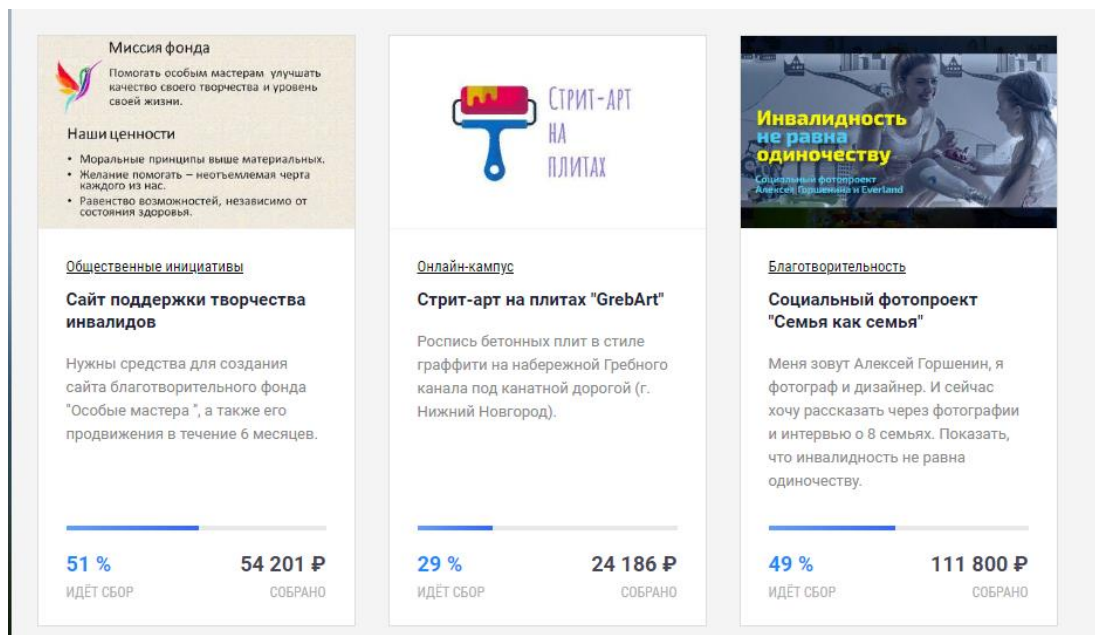 Миссия фонда
Помогать особым мастерам улучшать
качество своего творчества и уровень
своей жизни.
Наши ценности
• Моральные принципы выше материальных.
• Желание помогать – неотъемлемая черта
каждого из нас.
• Равенство возможностей, независимо от
состояния здоровья.
Общественные инициативы
Сайт поддержки творчества
инвалидов
Нужны средства для создания
сайта благотворительного фонда
"Особые мастера ", а также его
продвижения в течение 6 месяцев.
51 %
54 201 ₽
ИДЁТ СБОР
СОБРАНО
Стрит-арт
на
плитах
Онлайн-кампус
Стрит-арт на плитах "GrebArt"
Роспись бетонных плит в стиле
граффити на набережной Гребного
канала под канатной дорогой (г.
Нижний Новгород).
29 %
24 186 ₽
ИДЁТ СБОР
СОБРАНО
Инвалидность
не равна
одиночеству
Социальный фотопроект
Алексея Горшенина и Everland
Благотворительность
Социальный фотопроект
"Семья как семья"
Меня зовут Алексей Горшенин, я
фотограф и дизайнер. И сейчас
хочу рассказать через фотографии
и интервью о 8 семьях. Показать,
что инвалидность не равна
одиночеству.
49 %
111 800 ₽
ИДЁТ СБОР
СОБРАНО